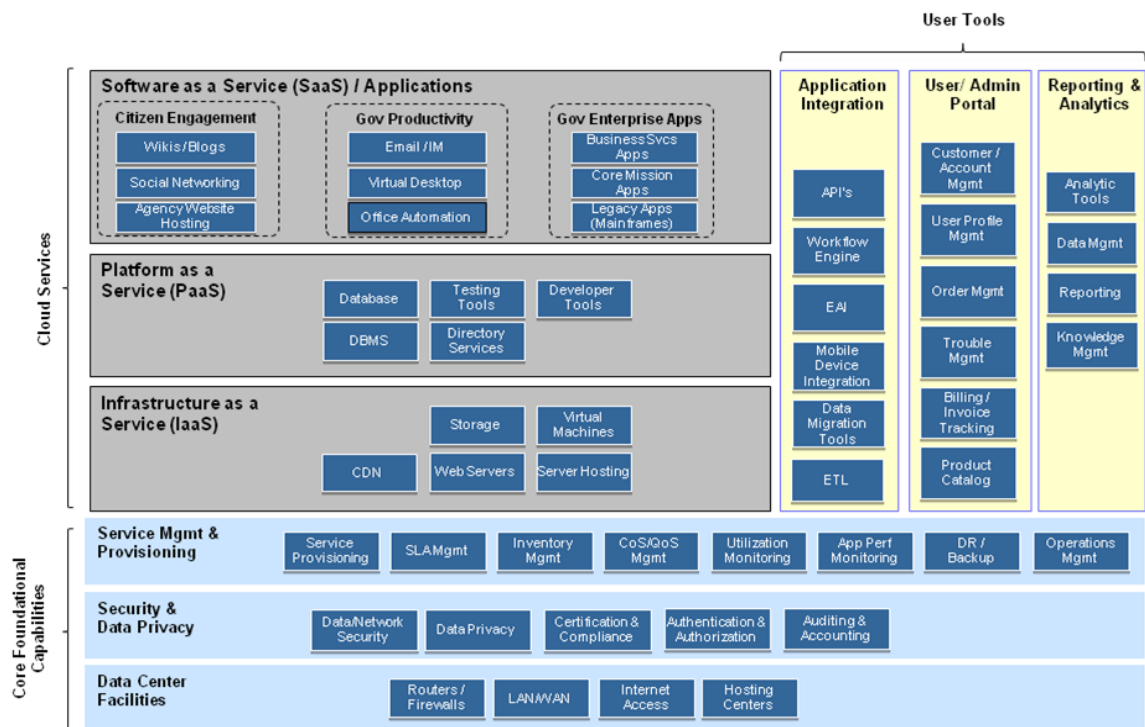 User Tools
Cloud Services
Software as a Service (SaaS) / Applications
Citizen Engagement
Wikis / Blogs
Social Networking
Agency Website
Hosting
Gov Productivity
Email / IM
Virtual Desktop
Office Automation
Gov Enterprise Apps
Business Svcs
Apps
Core Mission
Apps
Legacy Apps
(Mainframes)
Platform as a
Service (PaaS)
Database
Testing
Tools
Developer
Tools
DBMS
Directory
Services
Infrastructure as a
Service (IaaS)
Storage
Virtual
Machines
CDN
Web Servers
Server Hosting
Application
Integration
API's
Workflow
Engine
EAI
Mobile
Device
Integration
Data
Migration
Tools
ETL
User/ Admin
Portal
Customer /
Account
Mgmt
User Profile
Mgmt
Order Mgmt
Trouble
Mgmt
Billing /
Invoice
Tracking
Product
Catalog
Reporting &
Analytics
Analytic
Tools
Data Mgmt
Reporting
Knowledge
Mgmt
Core Foundational
Capabilities
Service Mgmt &
Provisioning
Service
Provisioning
SLA Mgmt
Inventory
Mgmt
CoS/QoS
Mgmt
Utilization
Monitoring
App Perf
Monitoring
DR /
Backup
Operations
Mgmt
Security &
Data Privacy
Data/Network
Security
Data Privacy
Certification &
Compliance
Authentication &
Authorization
Auditing &
Accounting
Data Center
Facilities
Routers /
Firewalls
LAN/WAN
Internet
Access
Hosting
Centers